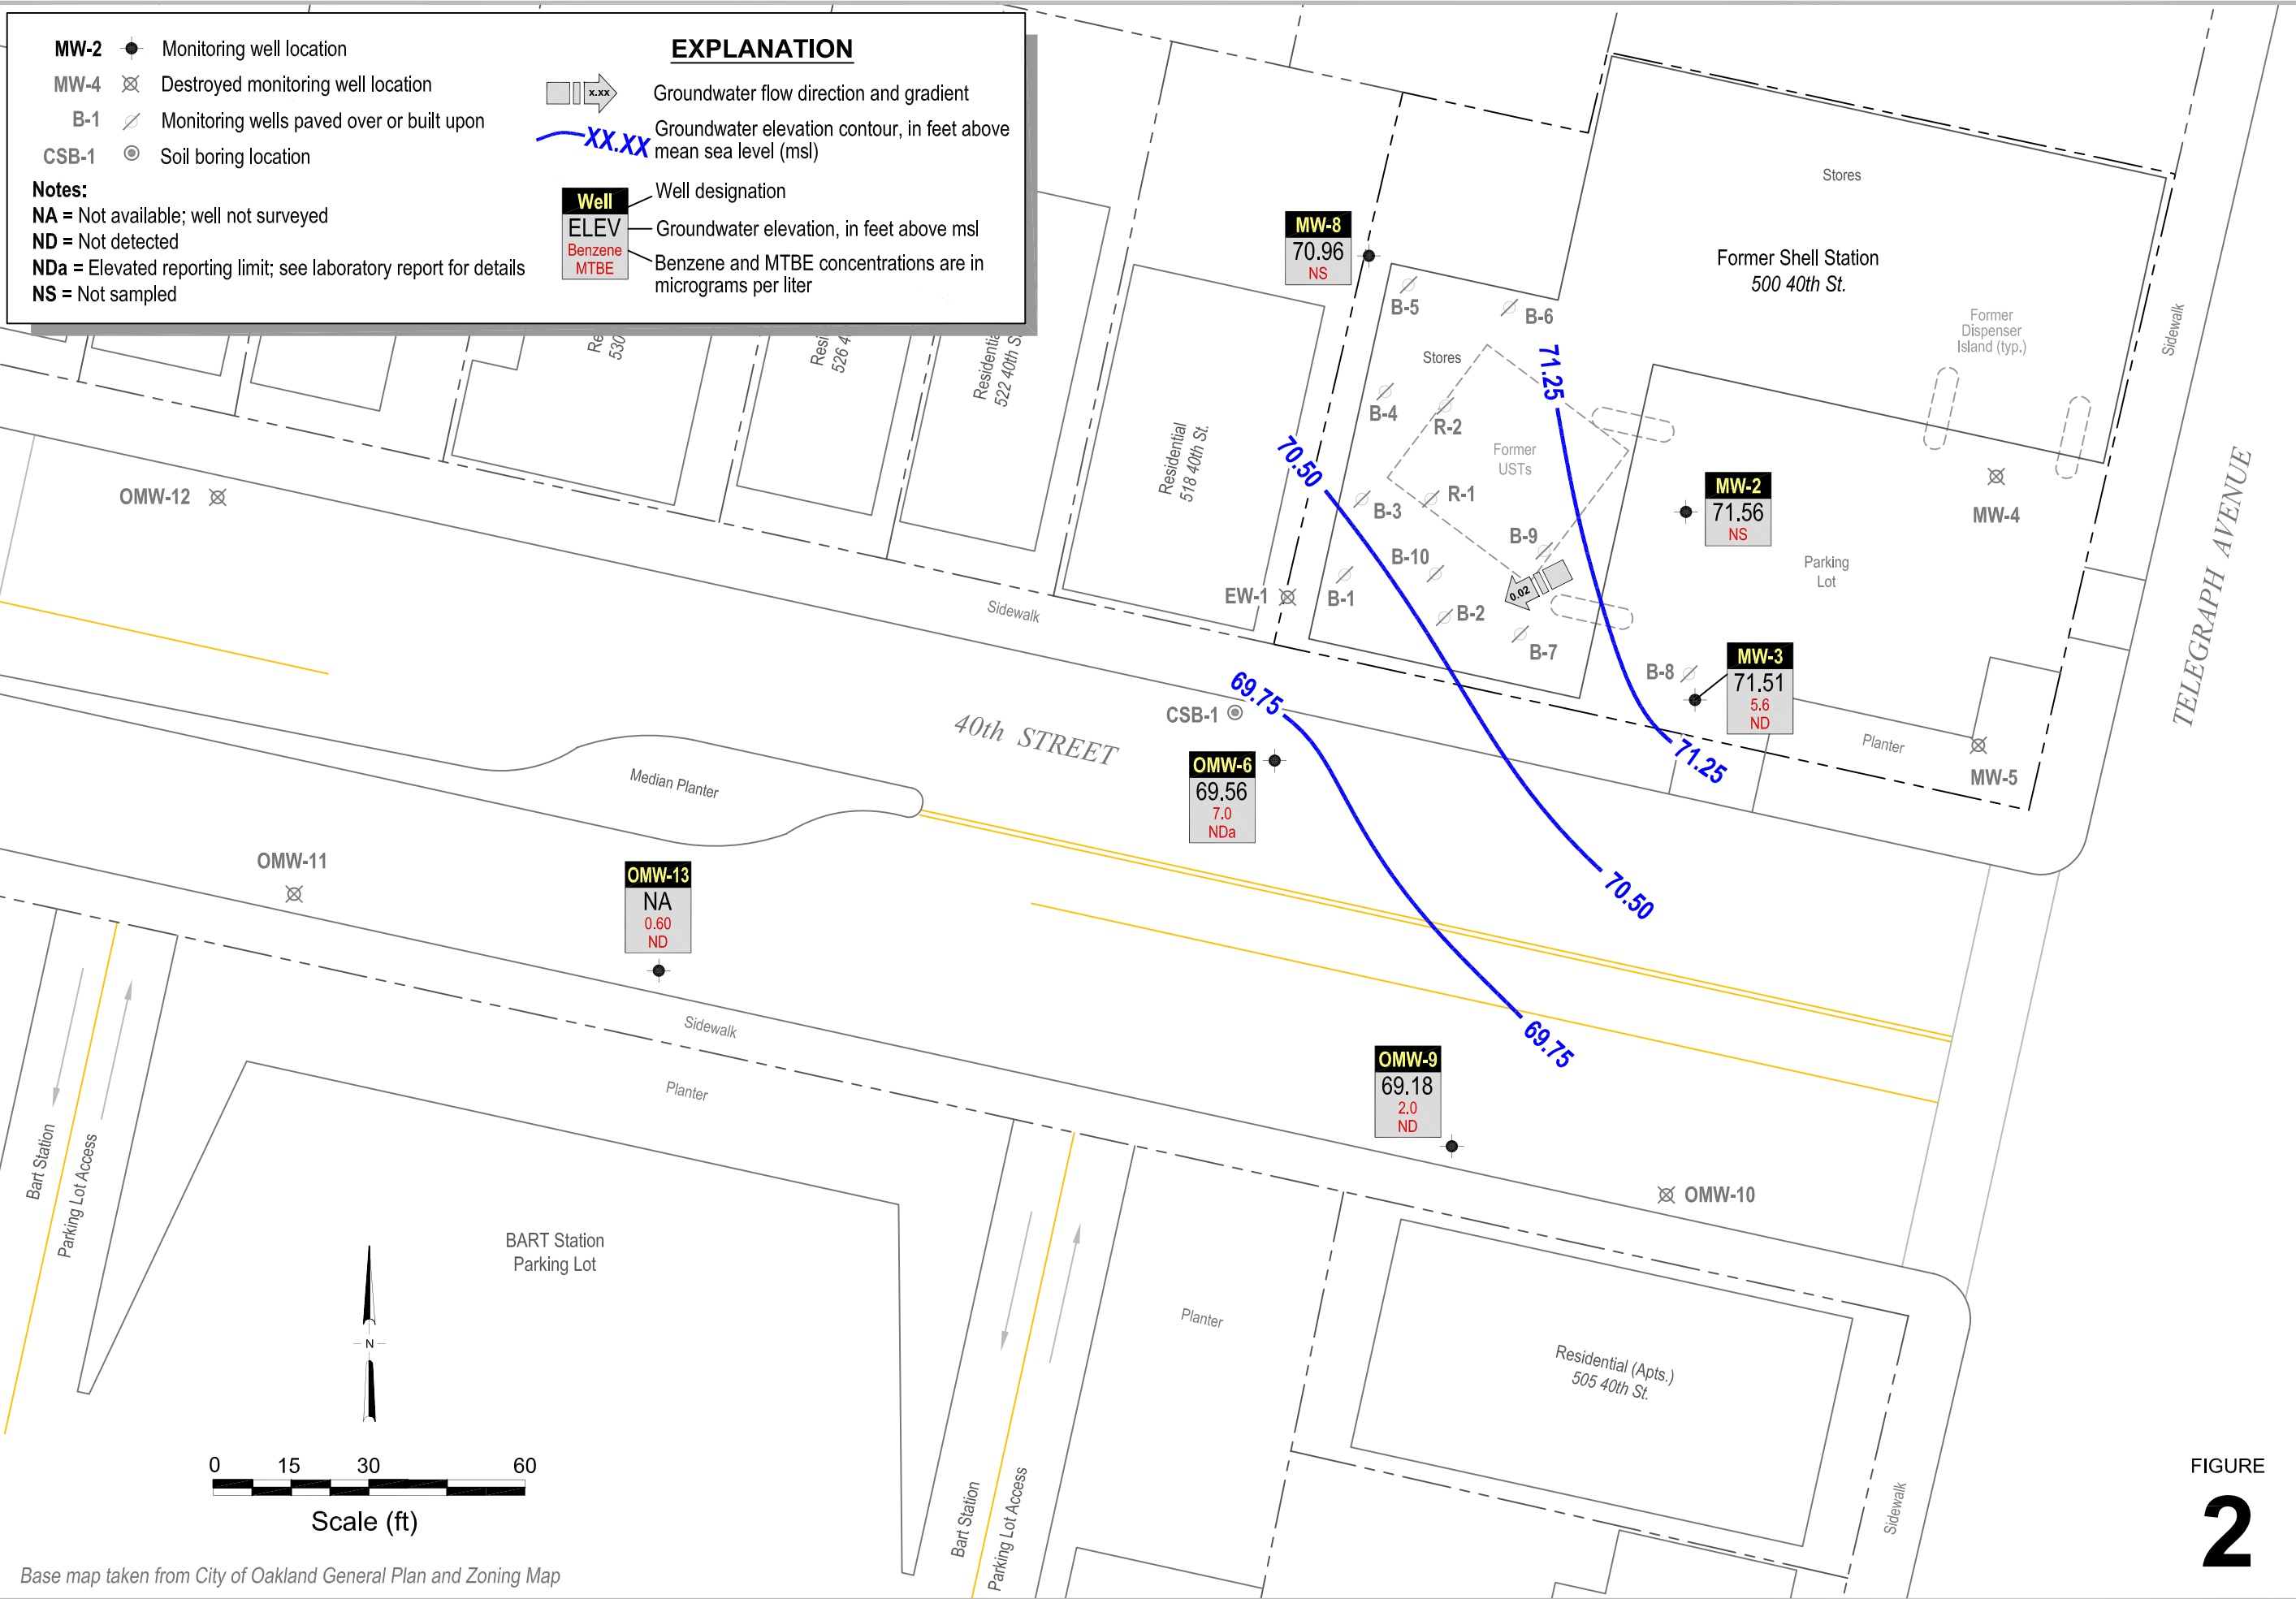 EXPLANATION
MW-2 Monitoring well location
MW-4 Destroyed monitoring well location
B-1 Monitoring wells paved over or built upon
CSB-1 Soil boring location
Notes:
NA = Not available; well not surveyed
ND = Not detected
NDa = Elevated reporting limit; see laboratory report for details
NS = Not sampled
x.xx
Groundwater flow direction and gradient
XX.XX
Groundwater elevation contour, in feet above
mean sea level (msl)
Well
ELEV
Benzene
MTBE
Well designation
Groundwater elevation, in feet above msl
Benzene and MTBE concentrations are in
micrograms per liter
530
526 4
Residential
522 40th S
Residential
518 40th St.
MW-8
70.96
NS
Stores
Former Shell Station
500 40th St.
Former
Dispenser
Island (typ.)
Sidewalk
B-5
B-6
Stores
71.25
B-4
R-2
Former
USTs
70.50
B-3
R-1
MW-2
71.56
NS
MW-4
TELEGRAPH AVENUE
OMW-12
B-9
B-10
Parking
Lot
EW-1
B-1
0.02
B-2
B-7
Sidewalk
B-8
MW-3
71.51
5.6
ND
69.75
CSB-1
40th STREET
71.25
Planter
MW-5
Median Planter
OMW-6
69.56
7.0
NDa
OMW-11
OMW-13
NA
0.60
ND
70.50
69.75
Sidewalk
Planter
OMW-9
69.18
2.0
ND
OMW-10
Bart Station
Parking Lot Access
BART Station
Parking Lot
N
Planter
Residential (Apts.)
505 40th St.
0 15 30 60
Scale (ft)
Bart Station
Parking Lot Access
Sidewalk
FIGURE
2
Base map taken from City of Oakland General Plan and Zoning Map